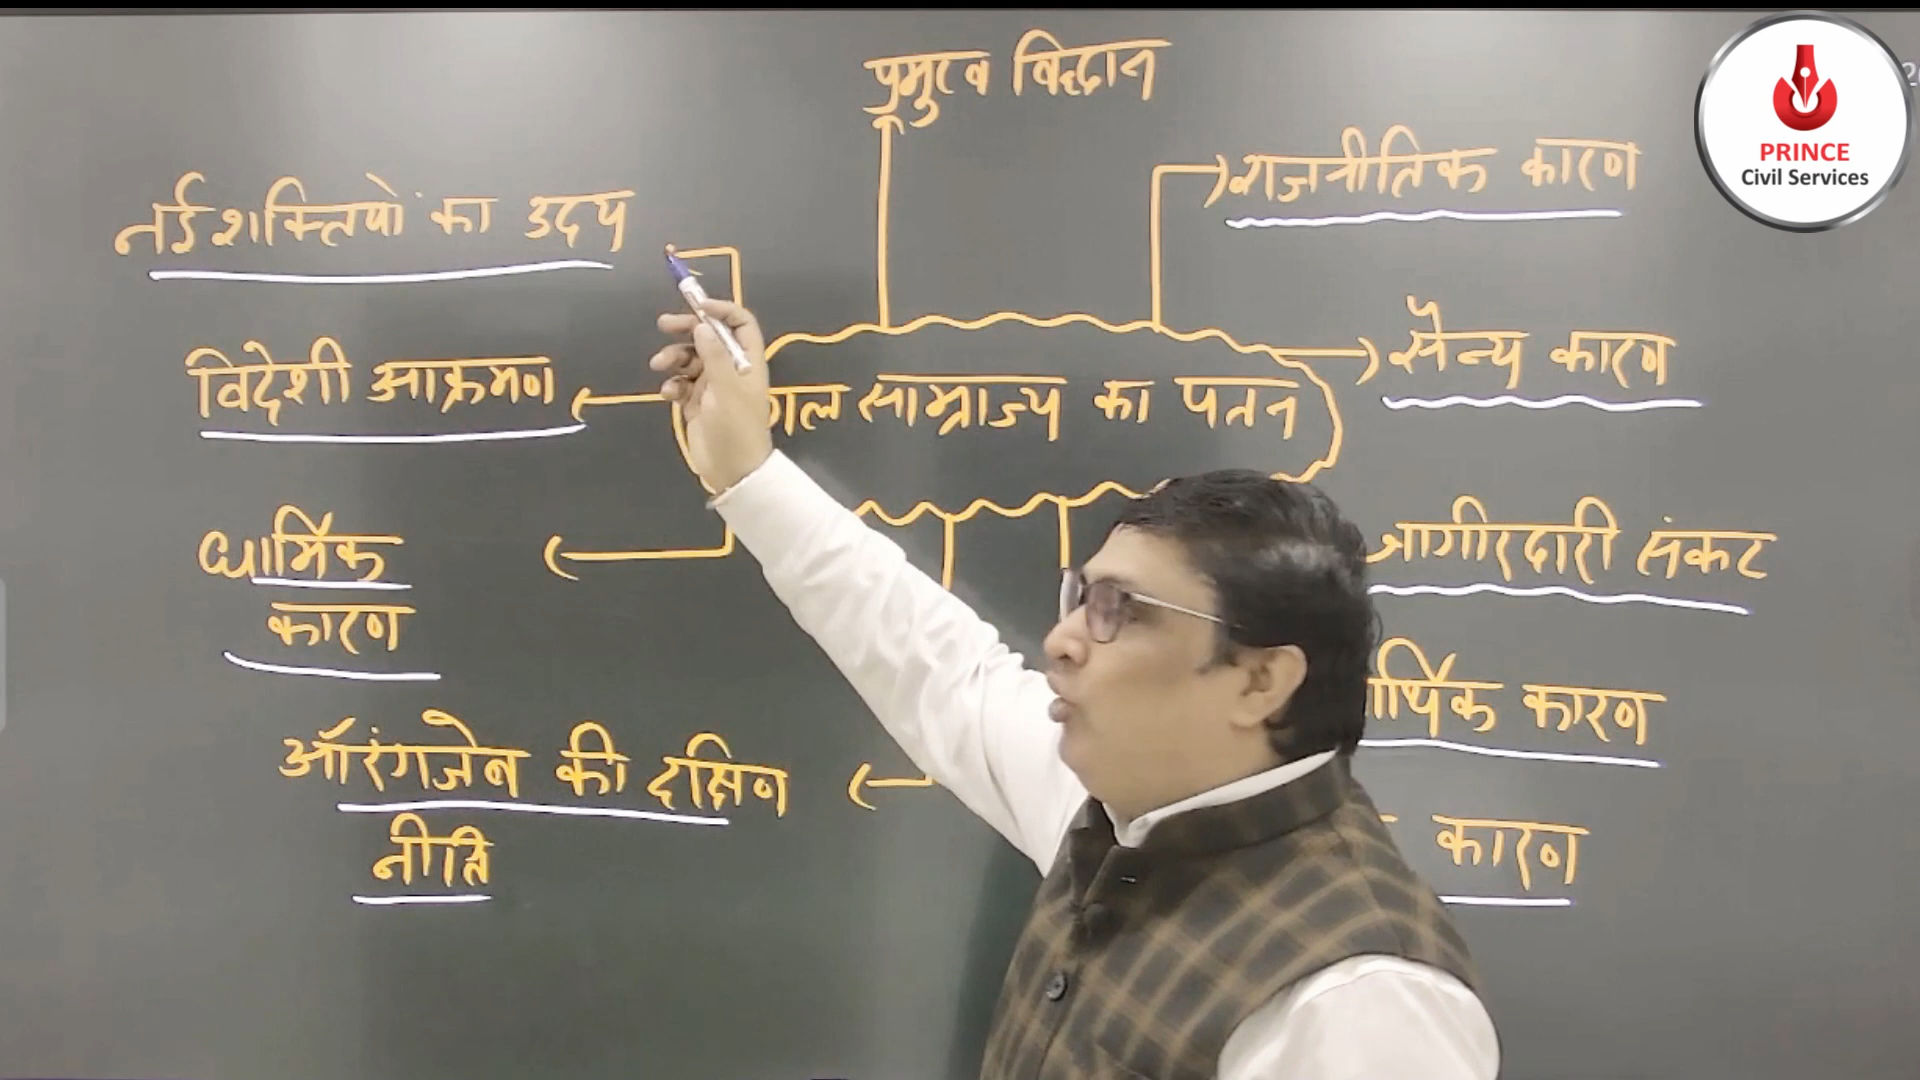 प्रमुख विद्वान
राजनीतिक कारण
नई शक्तियों का उदय
सैन्य कारण
विदेशी आक्रमण
गल साम्राज्य का पतन
जागीरदारी संकट
धार्मिक
कारण
र्थिक कारण
औरंगजेब की दक्षिण
नीति
कारण
PRINCE
Civil Services